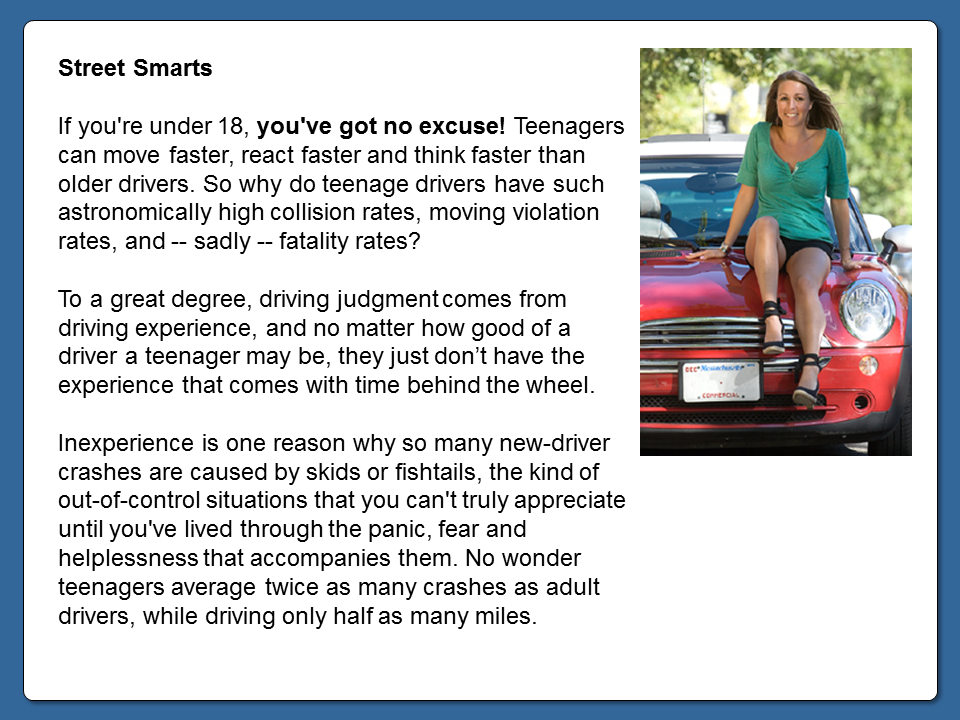 Street Smarts
If you're under 18, you've got no excuse! Teenagers
can move faster, react faster and think faster than
older drivers. So why do teenage drivers have such
astronomically high collision rates, moving violation
rates, and -- sadly -- fatality rates?
To a great degree, driving judgment comes from
driving experience, and no matter how good of a
driver a teenager may be, they just don’t have the
experience that comes with time behind the wheel.
Inexperience is one reason why so many new-driver
crashes are caused by skids or fishtails, the kind of
out-of-control situations that you can't truly appreciate
until you've lived through the panic, fear and
helplessness that accompanies them. No wonder
teenagers average twice as many crashes as adult
drivers, while driving only half as many miles.
DEC Massachusetts
COMMERCIAL